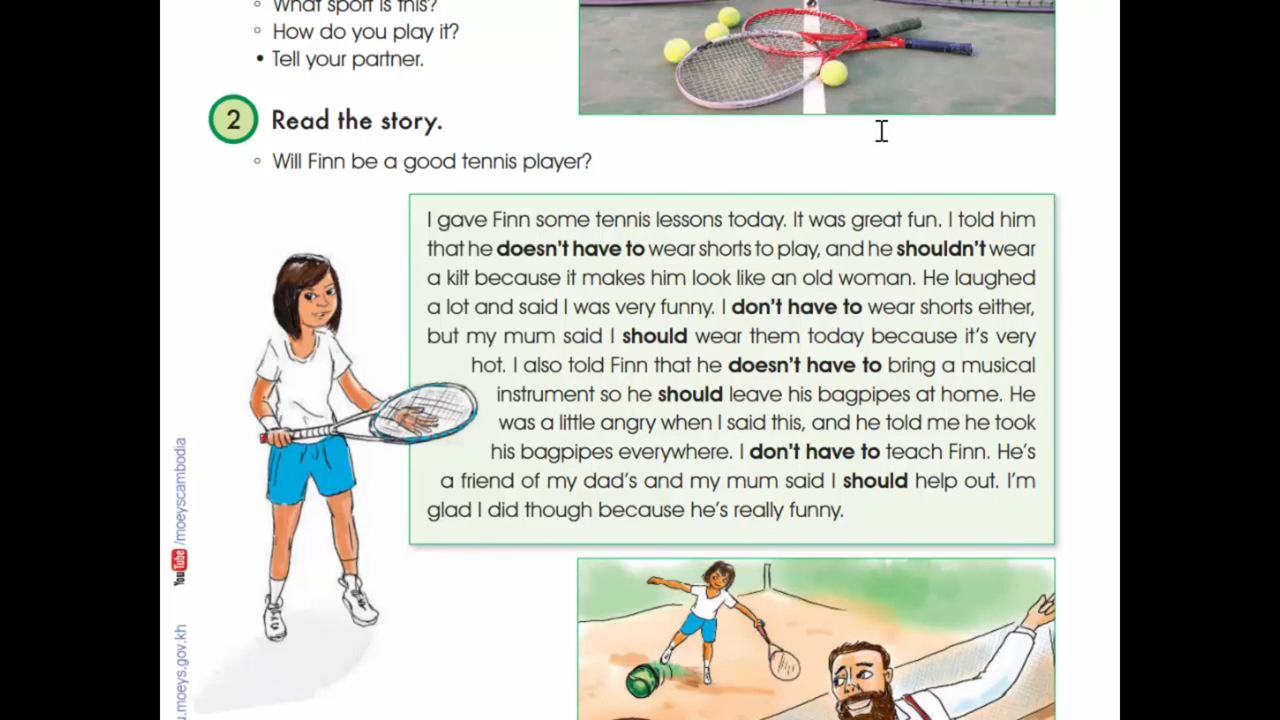 ◦ What sport is this?
◦ How do you play it?
• Tell your partner.
2 Read the story.
◦ Will Finn be a good tennis player?
I gave Finn some tennis lessons today. It was great fun. I told him
that he doesn't have to wear shorts to play, and he shouldn't wear
a kilt because it makes him look like an old woman. He laughed
a lot and said I was very funny. I don't have to wear shorts either,
but my mum said I should wear them today because it's very
hot. I also told Finn that he doesn't have to bring a musical
instrument so he should leave his bagpipes at home. He
was a little angry when I said this, and he told me he took
his bagpipes everywhere. I don't have to teach Finn. He's
a friend of my dad's and my mum said I should help out. I'm
glad I did though because he's really funny.
YouTube /moeyscambodia
.moeys.gov.kh